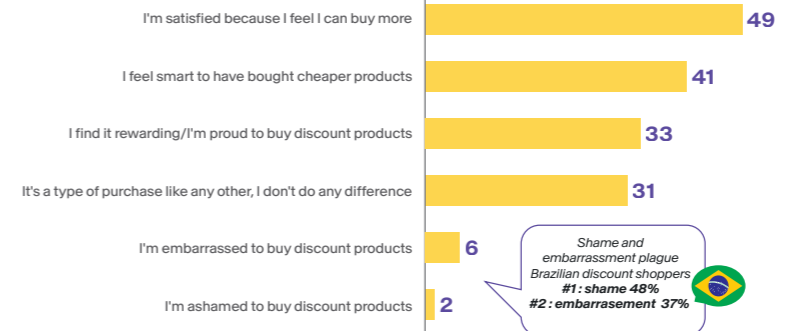 I'm satisfied because I feel I can buy more 49
I feel smart to have bought cheaper products 41
I find it rewarding/I'm proud to buy discount products 33
It's a type of purchase like any other, I don't do any difference 31
I'm embarrassed to buy discount products 6
I'm ashamed to buy discount products 2
Shame and
embarrassment plague
Brazilian discount shoppers
#1 : shame 48%
#2 : embarrasement 37%